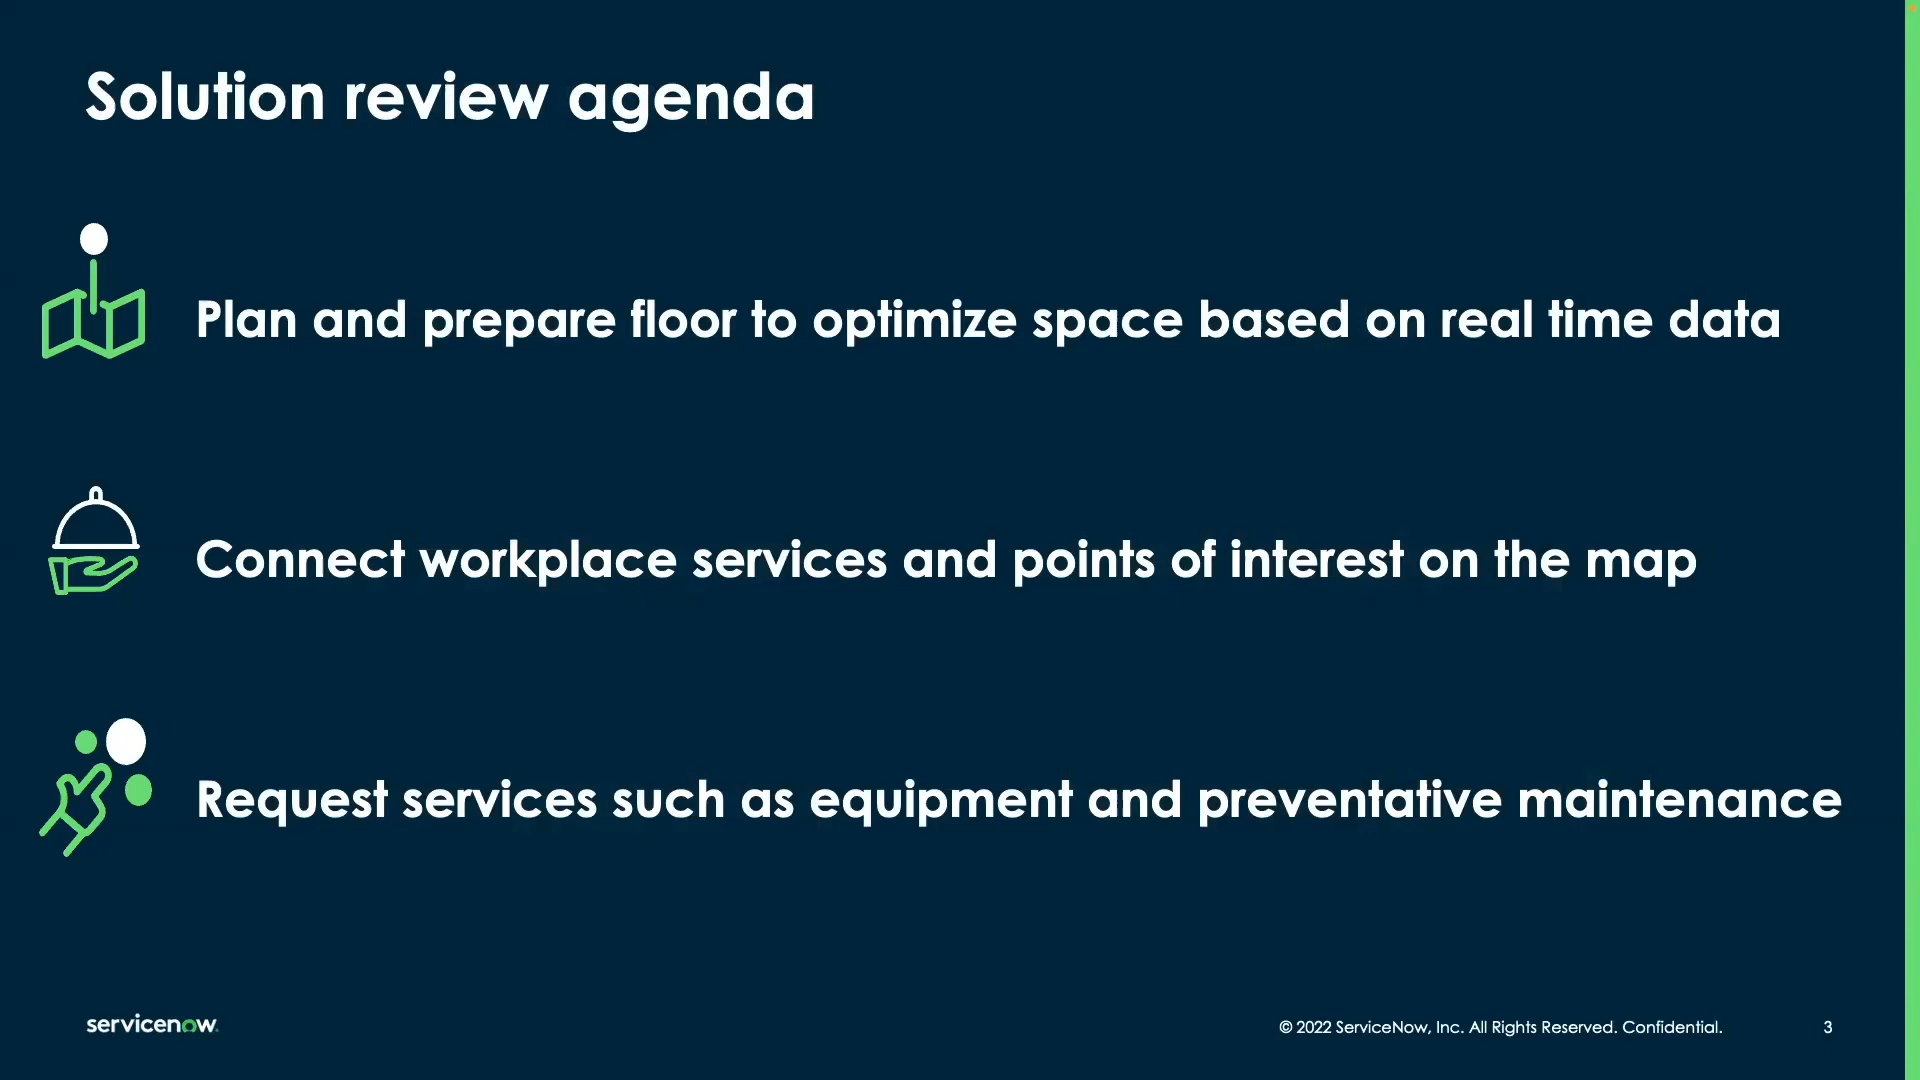 Solution review agenda
Plan and prepare floor to optimize space based on real time data
Connect workplace services and points of interest on the map
Request services such as equipment and preventative maintenance
servicenow
© 2022 ServiceNow, Inc. All Rights Reserved. Confidential.
3